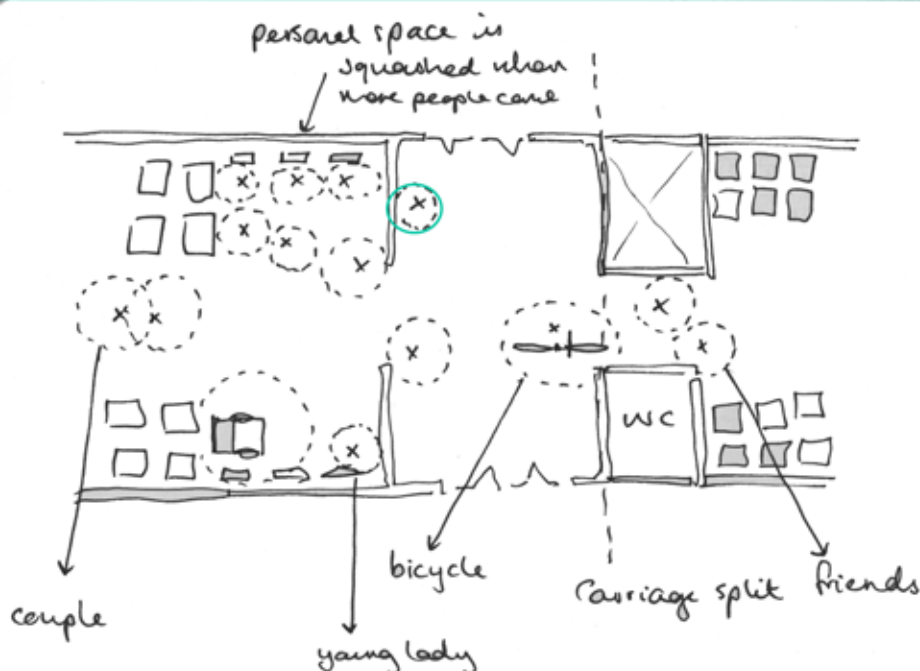 personal space is
squashed when
more people come
WC
bicycle
carriage split
friends
couple
young lady